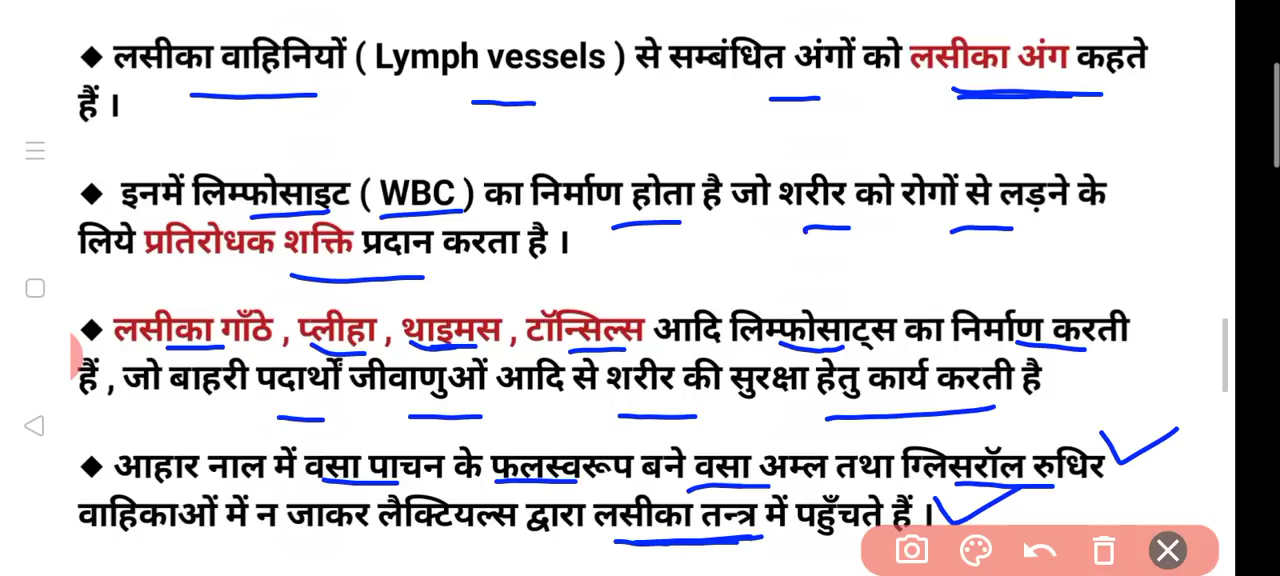 ◆ लसीका वाहिनियों ( Lymph vessels ) से सम्बंधित अंगों को लसीका अंग कहते
हैं ।
◆ इनमें लिम्फोसाइट ( WBC ) का निर्माण होता है जो शरीर को रोगों से लड़ने के
लिये प्रतिरोधक शक्ति प्रदान करता है ।
◆ लसीका गाँठे , प्लीहा , थाइमस , टॉन्सिल्स आदि लिम्फोसाट्स का निर्माण करती
हैं , जो बाहरी पदार्थों जीवाणुओं आदि से शरीर की सुरक्षा हेतु कार्य करती है
◆ आहार नाल में वसा पाचन के फलस्वरूप बने वसा अम्ल तथा ग्लिसरॉल रुधिर
वाहिकाओं में न जाकर लैक्टियल्स द्वारा लसीका तन्त्र में पहुँचते हैं ।